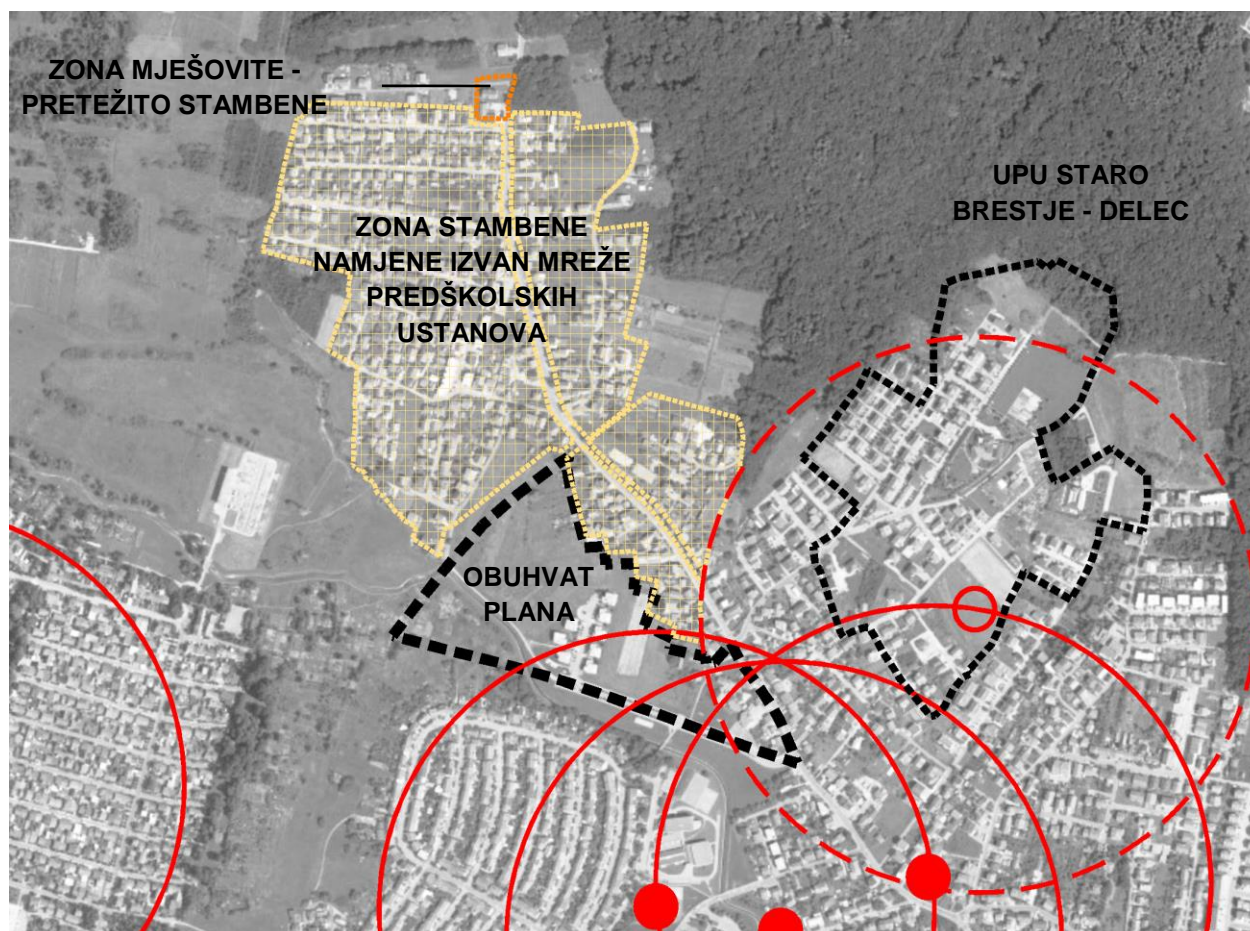 ZONA MJEŠOVITE -
PRETEŽITO STAMBENE
UPU STARO
BRESTJE - DELEC
ZONA STAMBENE
NAMJENE IZVAN MREŽE
PREDŠKOLSKIH
USTANOVA
OBUHVAT
PLANA